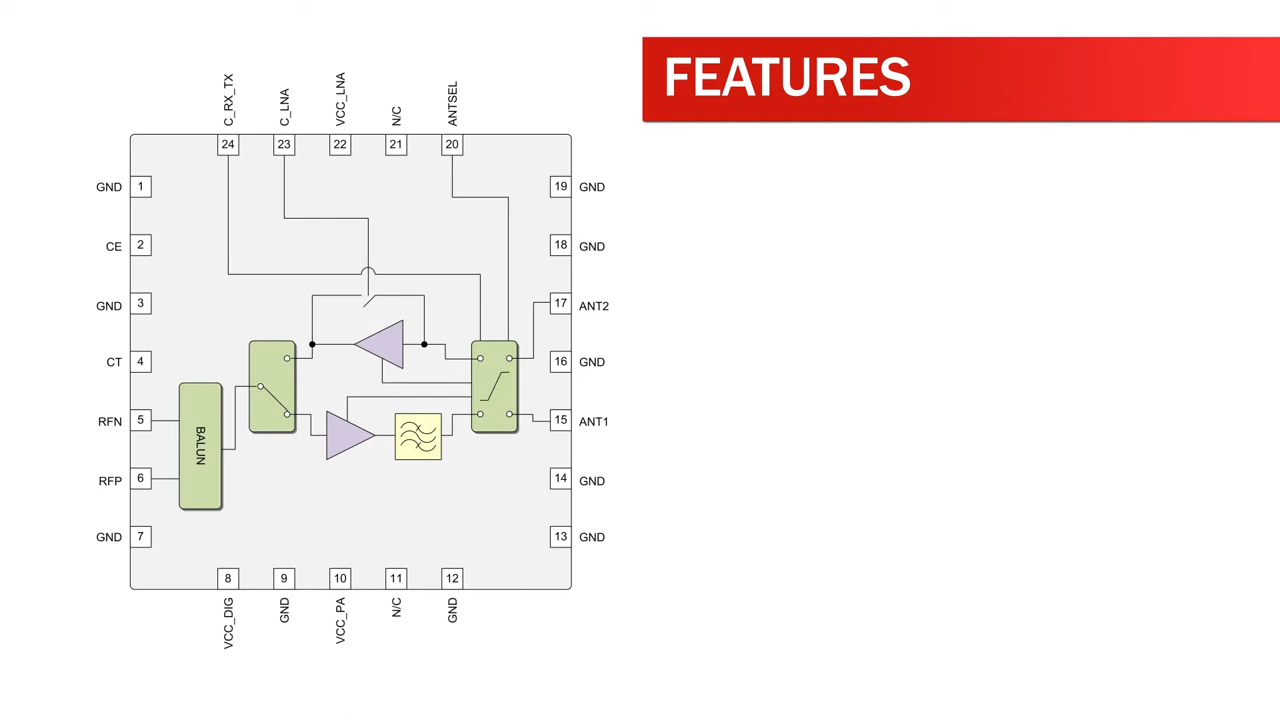 FEATURES
C_RX_TX
C_LNA
VCC_LNA
N/C
ANTSEL
24 23 22 21 20
GND 1
CE 2
GND 3
CT 4
RFN 5
RFP 6
GND 7
BALUN
19 GND
18 GND
17 ANT2
16 GND
15 ANT1
14 GND
13 GND
8 9 10 11 12
VCC_DIG
GND
VCC_PA
N/C
GND